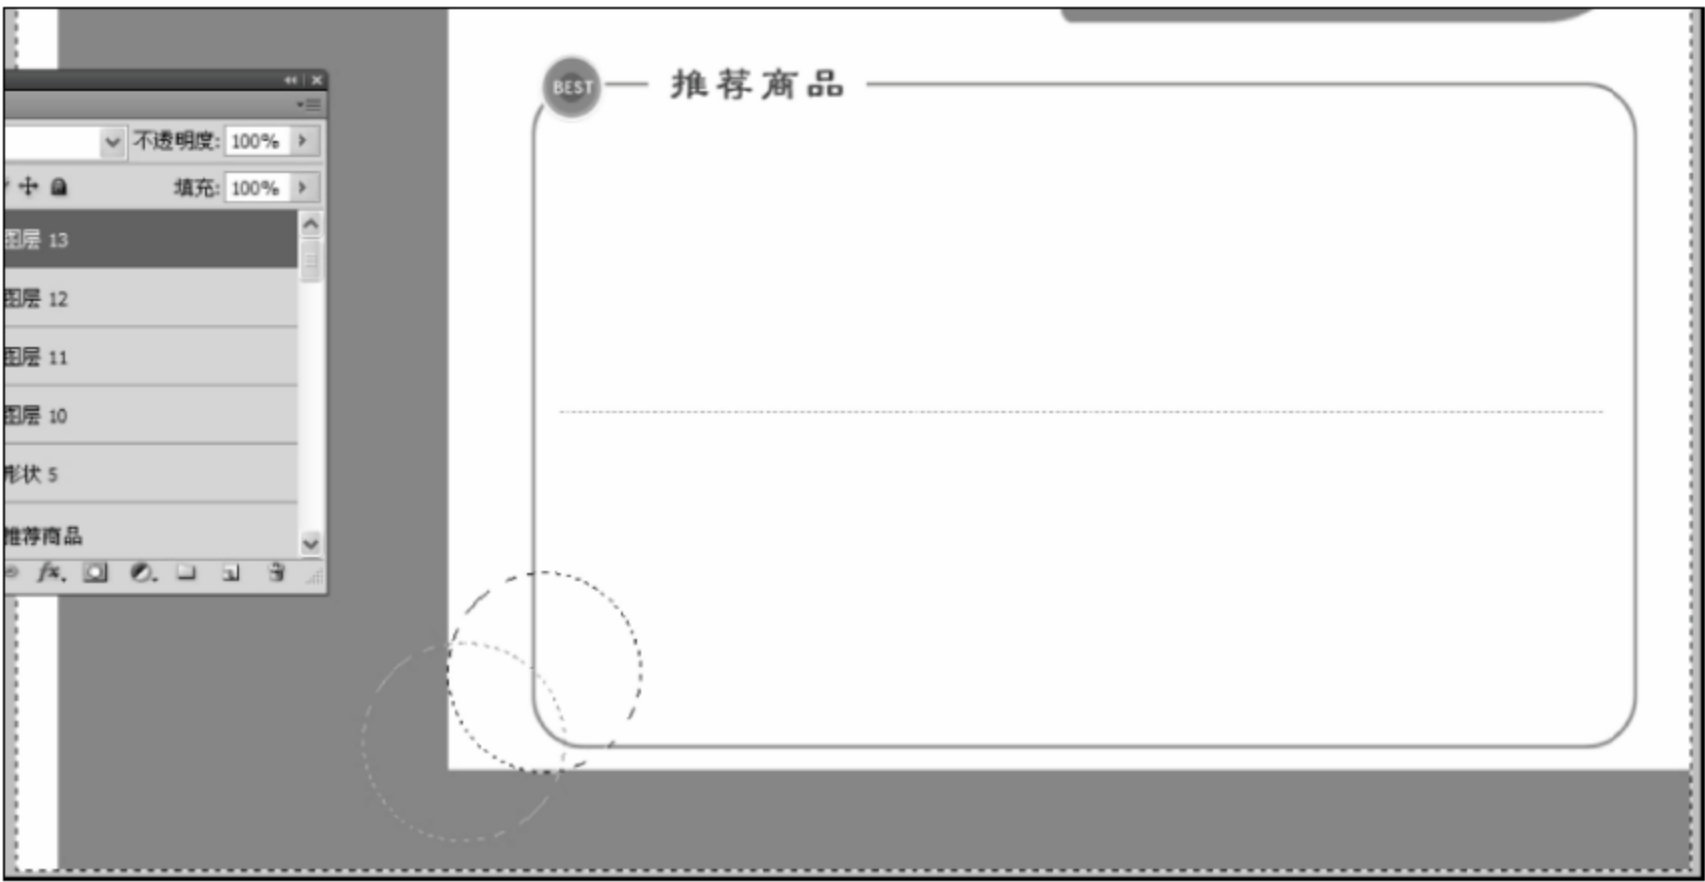 BEST 推荐商品
不透明度: 100%
填充: 100%
图层 13
图层 12
图层 11
图层 10
形状 5
推荐商品
fx.